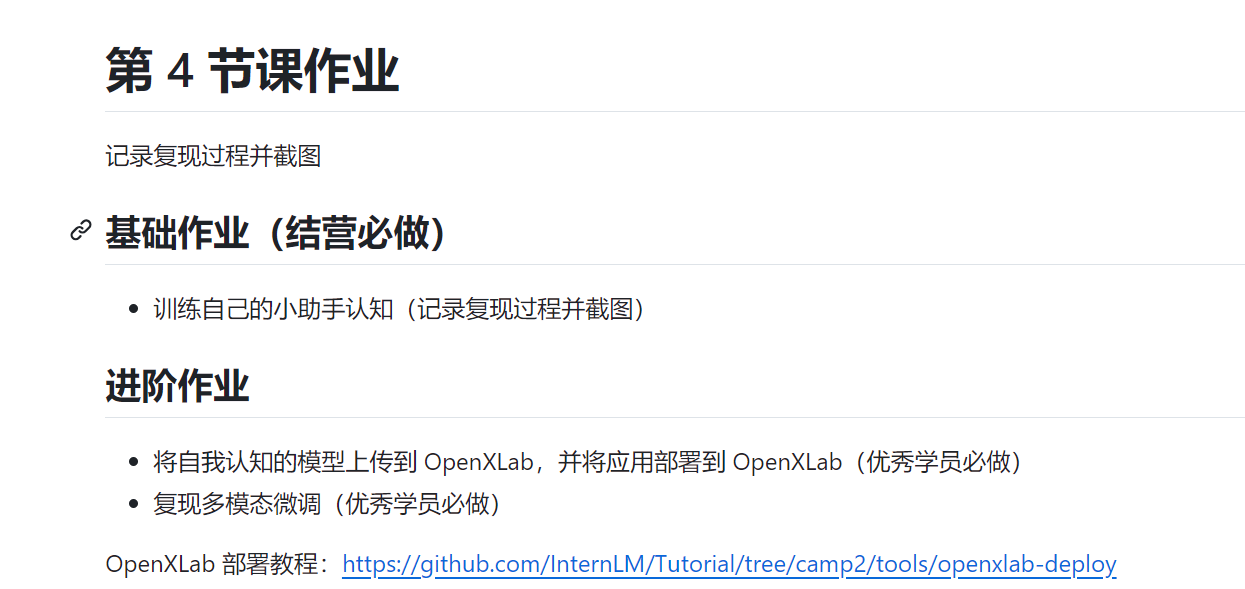 第 4 节课作业
记录复现过程并截图
基础作业（结营必做）
训练自己的小助手认知（记录复现过程并截图）
进阶作业
将自我认知的模型上传到 OpenXLab，并将应用部署到 OpenXLab（优秀学员必做）
复现多模态微调（优秀学员必做）
OpenXLab 部署教程：https://github.com/InternLM/Tutorial/tree/camp2/tools/openxlab-deploy